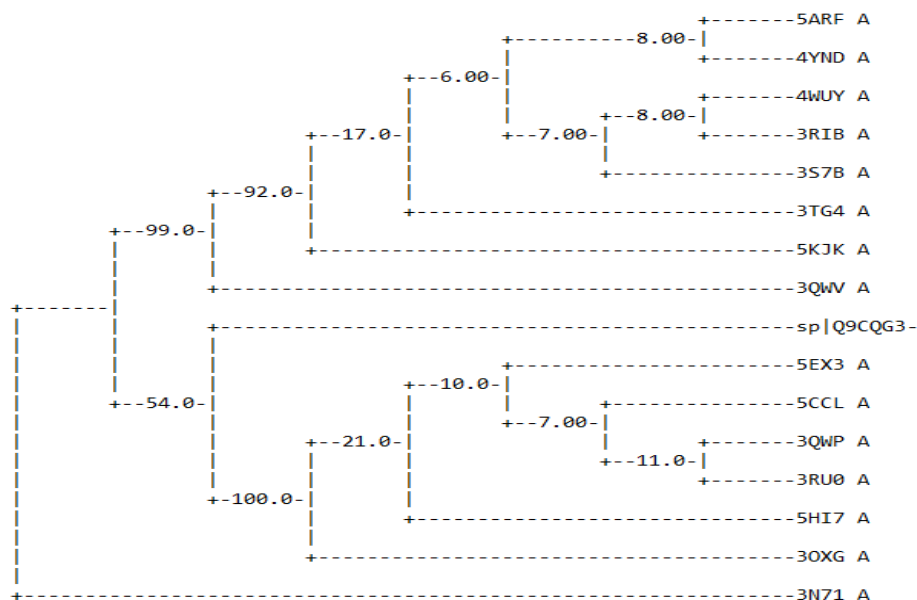 5ARF A
8.00
4YND A
6.00
4WUY A
8.00
17.0
7.00
3RIB A
3S7B A
92.0
3TG4 A
99.0
5KJK A
3QWV A
sp|Q9CQG3-
5EX3 A
10.0
54.0
5CCL A
7.00
21.0
3QWP A
11.0
3RU0 A
100.0
5HI7 A
3OXG A
3N71 A